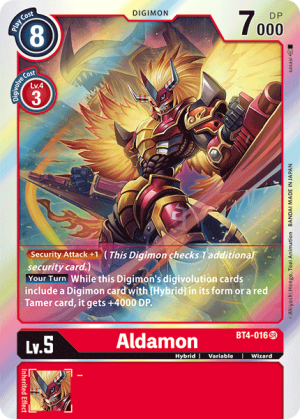 DIGIMON
Play Cost
8
DP
7000
Digivolve Cost
Lv.4
3
Security Attack +1 (This Digimon checks 1 additional
security card.)
Your Turn While this Digimon's digivolution cards
include a Digimon card with [Hybrid] in its form or a red
Tamer card, it gets +4000 DP.
BT4-016 SR
Lv.5
Aldamon
Hybrid | Variable | Wizard
Inherited Effect
–
©Akiyoshi Hongo, Toei Animation BANDAI MADE IN JAPAN